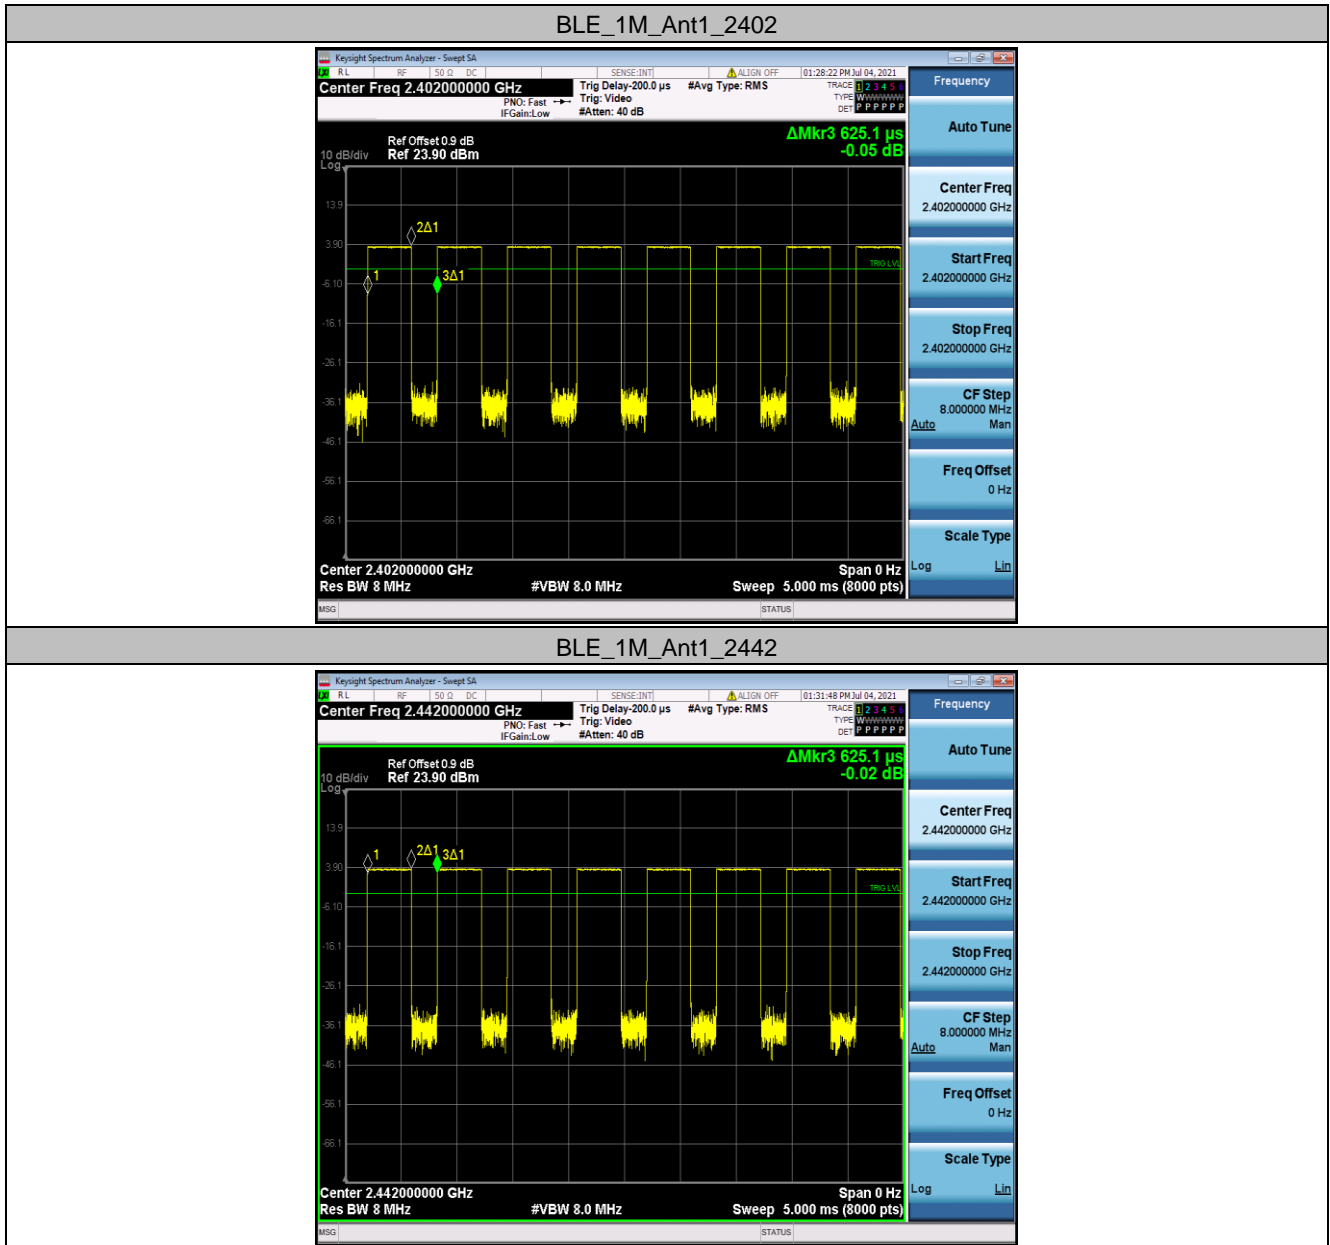 BLE_1M_Ant1_2402
Keysight Spectrum Analyzer - Swept SA
RL RF 50 Ω DC SENSE:INT ALIGN OFF 01:28:22 PM Jul 04, 2021
Center Freq 2.402000000 GHz
PNO: Fast
IFGain:Low
Trig Delay-200.0 µs
Trig: Video
#Atten: 40 dB
#Avg Type: RMS
TRACE 1 2 3 4 5 6
TYPE W
DET P P P P P P
Frequency
ΔMkr3 625.1 µs
-0.05 dB
Ref Offset 0.9 dB
10 dB/div Ref 23.90 dBm
Log
13.9
3.90
-6.10
-16.1
-26.1
-36.1
-46.1
-56.1
-66.1
1
2Δ1
3Δ1
TRIG LVL
Center 2.402000000 GHz Span 0 Hz
Res BW 8 MHz #VBW 8.0 MHz Sweep 5.000 ms (8000 pts)
MSG STATUS
Auto Tune
Center Freq
2.402000000 GHz
Start Freq
2.402000000 GHz
Stop Freq
2.402000000 GHz
CF Step
8.000000 MHz
Auto Man
Freq Offset
0 Hz
Scale Type
Log Lin
BLE_1M_Ant1_2442
Keysight Spectrum Analyzer - Swept SA
RL RF 50 Ω DC SENSE:INT ALIGN OFF 01:31:48 PM Jul 04, 2021
Center Freq 2.442000000 GHz
PNO: Fast
IFGain:Low
Trig Delay-200.0 µs
Trig: Video
#Atten: 40 dB
#Avg Type: RMS
TRACE 1 2 3 4 5 6
TYPE W
DET P P P P P P
Frequency
ΔMkr3 625.1 µs
-0.02 dB
Ref Offset 0.9 dB
10 dB/div Ref 23.90 dBm
Log
13.9
3.90
-6.10
-16.1
-26.1
-36.1
-46.1
-56.1
-66.1
1
2Δ1
3Δ1
TRIG LVL
Center 2.442000000 GHz Span 0 Hz
Res BW 8 MHz #VBW 8.0 MHz Sweep 5.000 ms (8000 pts)
MSG STATUS
Auto Tune
Center Freq
2.442000000 GHz
Start Freq
2.442000000 GHz
Stop Freq
2.442000000 GHz
CF Step
8.000000 MHz
Auto Man
Freq Offset
0 Hz
Scale Type
Log Lin